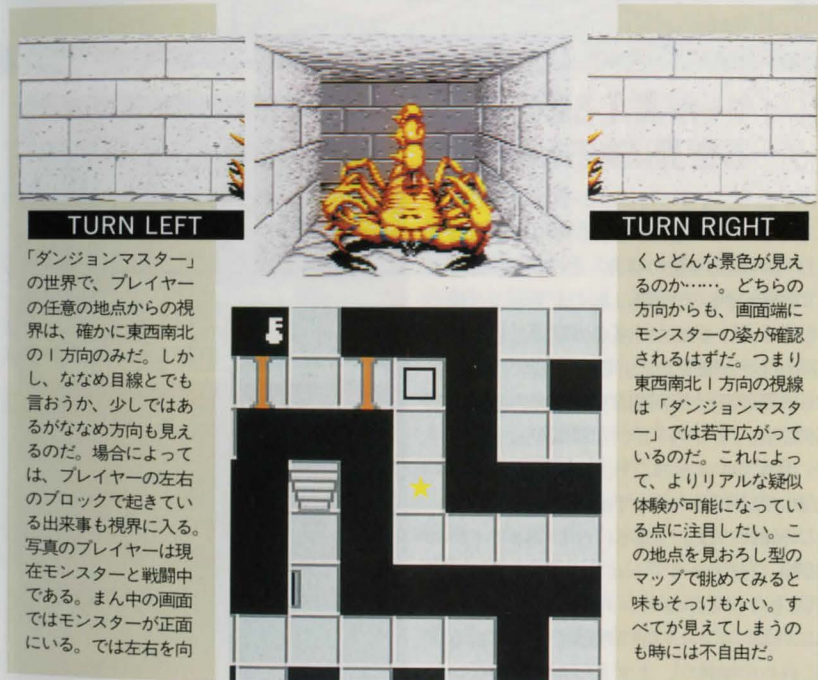 TURN LEFT
「ダンジョンマスター」
の世界で、プレイヤー
の任意の地点からの視
界は、確かに東西南北
の1方向のみだ。しか
し、ななめ目線とでも
言おうか、少しではあ
るがななめ方向も見え
るのだ。場合によって
は、プレイヤーの左右
のブロックで起きてい
る出来事も視界に入る。
写真のプレイヤーは現
在モンスターと戦闘中
である。まん中の画面
ではモンスターが正面
にいる。では左右を向
TURN RIGHT
くとどんな景色が見え
るのか……。どちらの
方向からも、画面端に
モンスターの姿が確認
されるはずだ。つまり
東西南北1方向の視線
は「ダンジョンマスタ
ー」では若干広がって
いるのだ。これによっ
て、よりリアルな疑似
体験が可能になってい
る点に注目したい。こ
の地点を見おろし型の
マップで眺めてみると
味もそっけもない。す
べてが見えてしまうの
も時には不自由だ。